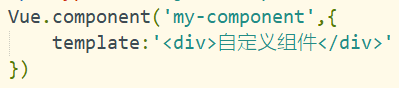 Vue.component('my-component',{
    template:'<div>自定义组件</div>'
})